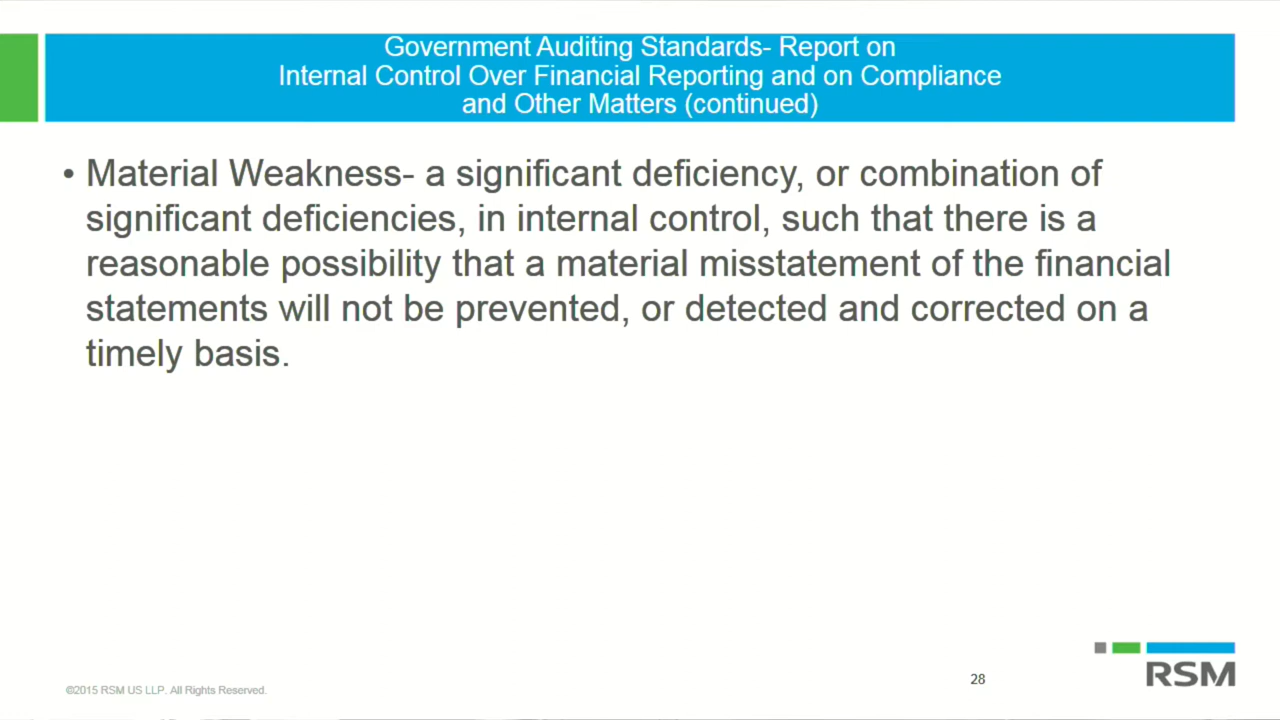 Government Auditing Standards- Report on
Internal Control Over Financial Reporting and on Compliance
and Other Matters (continued)
• Material Weakness- a significant deficiency, or combination of
significant deficiencies, in internal control, such that there is a
reasonable possibility that a material misstatement of the financial
statements will not be prevented, or detected and corrected on a
timely basis.
©2015 RSM US LLP. All Rights Reserved.
28
RSM